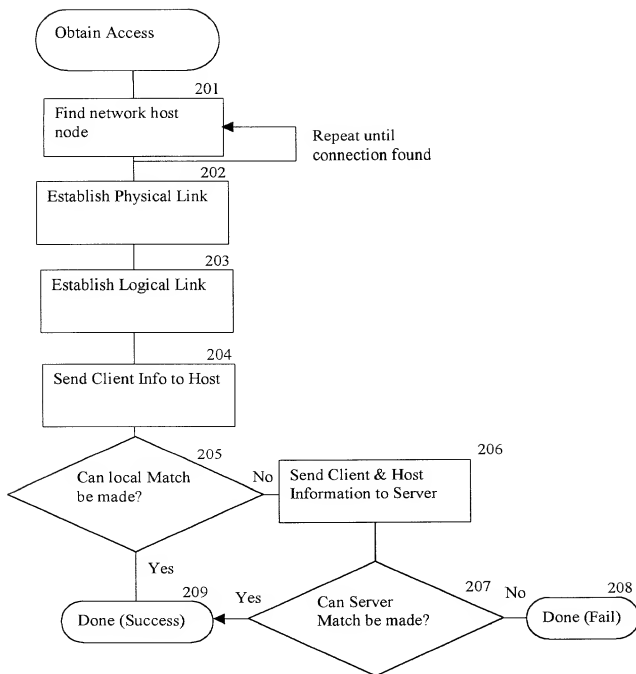 Obtain Access
201
Find network host
node
Repeat until
connection found
202
Establish Physical Link
203
Establish Logical Link
204
Send Client Info to Host
205
Can local Match
be made?
No
206
Send Client & Host
Information to Server
Yes
209
Done (Success)
Yes
207
Can Server
Match be made?
No
208
Done (Fail)